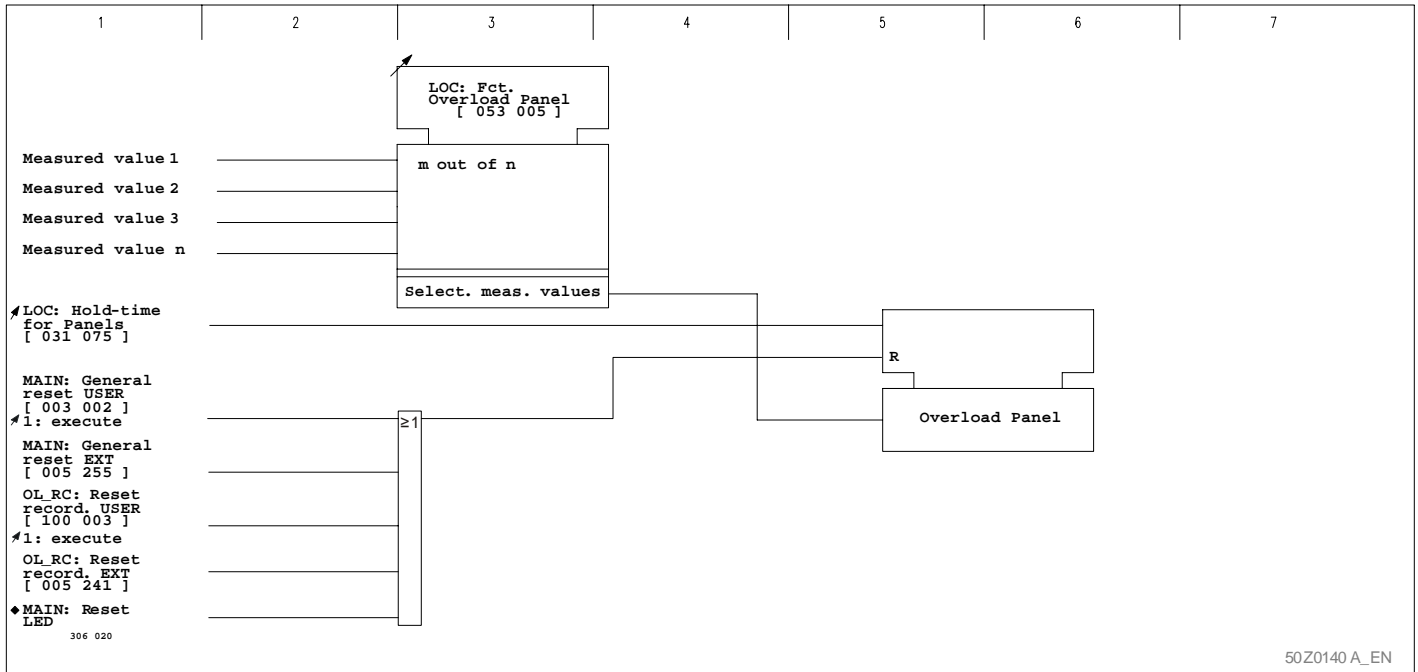 1 2 3 4 5 6 7
LOC: Fct.
Overload Panel
[ 053 005 ]
Measured value 1
Measured value 2
Measured value 3
Measured value n
m out of n
Select. meas. values
LOC: Hold-time
for Panels
[ 031 075 ]
R
Overload Panel
MAIN: General
reset USER
[ 003 002 ]
1: execute
≥1
MAIN: General
reset EXT
[ 005 255 ]
OL_RC: Reset
record. USER
[ 100 003 ]
1: execute
OL_RC: Reset
record. EXT
[ 005 241 ]
MAIN: Reset
LED
306 020
50Z0140 A_EN